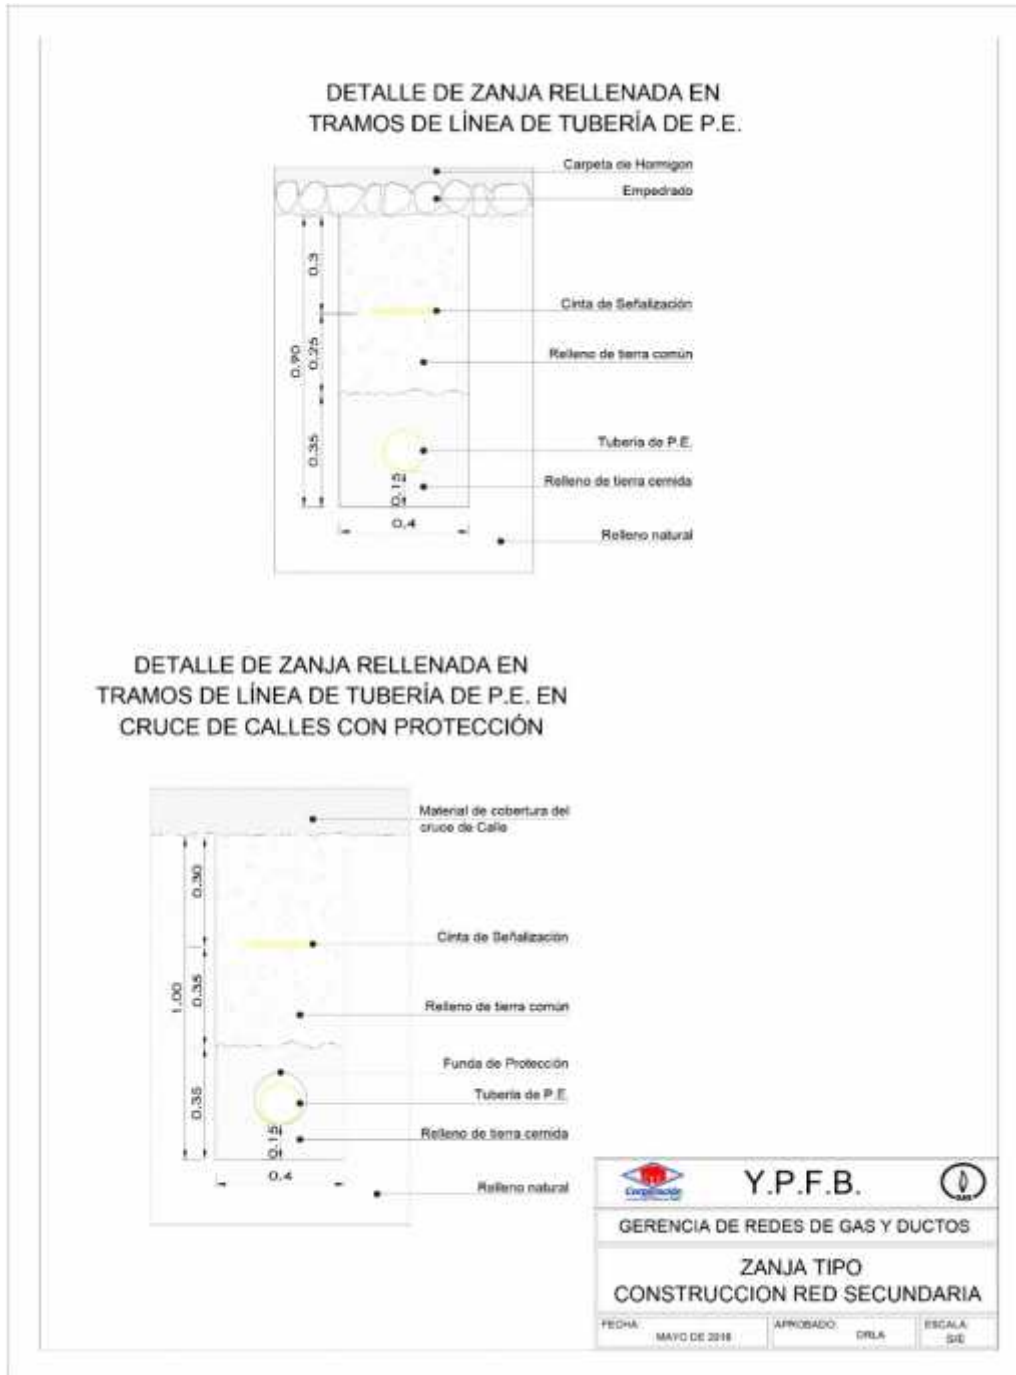 DETALLE DE ZANJA RELLENADA EN
TRAMOS DE LÍNEA DE TUBERÍA DE P.E.
Carpeta de Hormigon
Empedrado
0.3
Cinta de Señalización
0.90
0.25
Relleno de tierra común
0.35
Tubería de P.E.
0.15
Relleno de tierra cernida
0.4
Relleno natural
DETALLE DE ZANJA RELLENADA EN
TRAMOS DE LÍNEA DE TUBERÍA DE P.E. EN
CRUCE DE CALLES CON PROTECCIÓN
Material de cobertura del
cruce de Calle
0.30
Cinta de Señalización
1.00
0.35
Relleno de tierra común
Funda de Protección
0.35
Tubería de P.E.
0.15
Relleno de tierra cernida
0.4
Relleno natural
Corporación
Y.P.F.B.
GERENCIA DE REDES DE GAS Y DUCTOS
ZANJA TIPO
CONSTRUCCION RED SECUNDARIA
FECHA:
MAYO DE 2016
APROBADO:
DRLA
ESCALA:
S/E